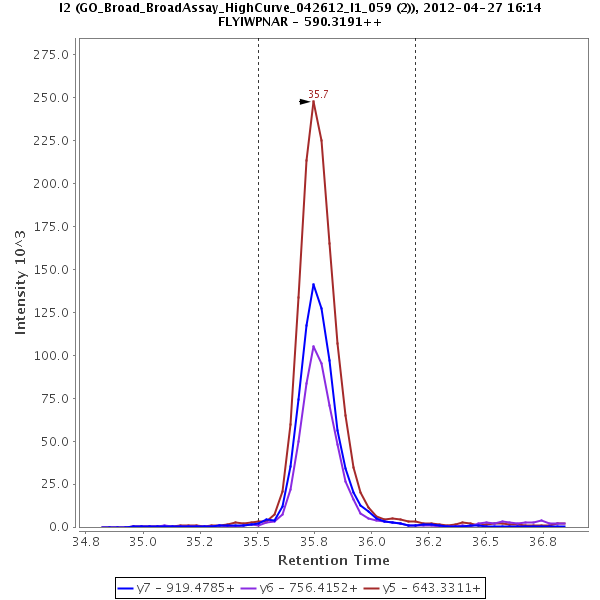 I2 (GO_Broad_BroadAssay_HighCurve_042612_I1_059 (2)), 2012-04-27 16:14
FLYIWPNAR - 590.3191++
35.7
275.0
250.0
225.0
200.0
175.0
150.0
125.0
100.0
75.0
50.0
25.0
0.0
Intensity 10^3
34.8 35.0 35.2 35.5 35.8 36.0 36.2 36.5 36.8
Retention Time
y7 - 919.4785+ y6 - 756.4152+ y5 - 643.3311+